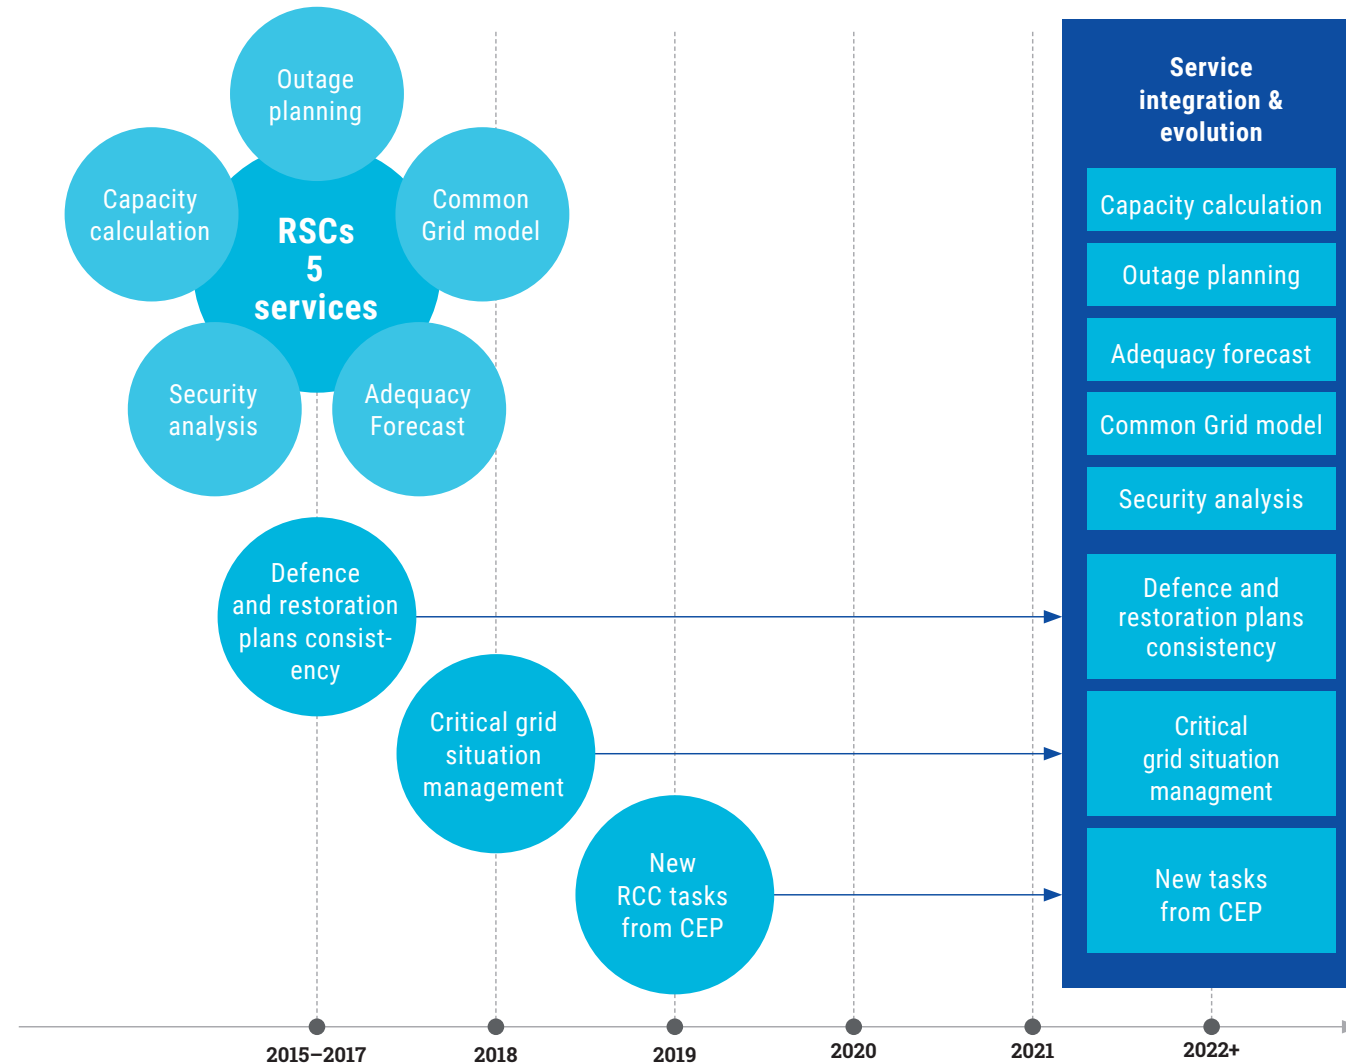 Outage
planning
Capacity
calculation
Common
Grid model
RSCs
5
services
Security
analysis
Adequacy
Forecast
Defence
and restoration
plans consist-
ency
Critical grid
situation
management
New
RCC tasks
from CEP
Service
integration &
evolution
Capacity calculation
Outage planning
Adequacy forecast
Common Grid model
Security analysis
Defence and
restoration plans
consistency
Critical
grid situation
managment
New tasks
from CEP
2015–2017
2018
2019
2020
2021
2022+